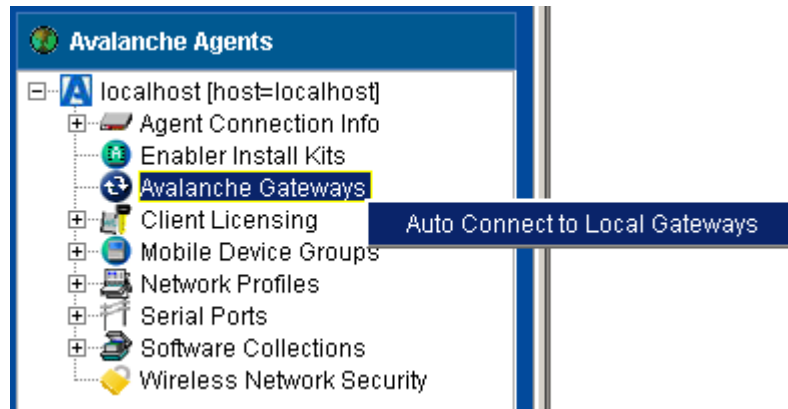 Avalanche Agents
localhost [host=localhost]
Agent Connection Info
Enabler Install Kits
Avalanche Gateways
Auto Connect to Local Gateways
Client Licensing
Mobile Device Groups
Network Profiles
Serial Ports
Software Collections
Wireless Network Security